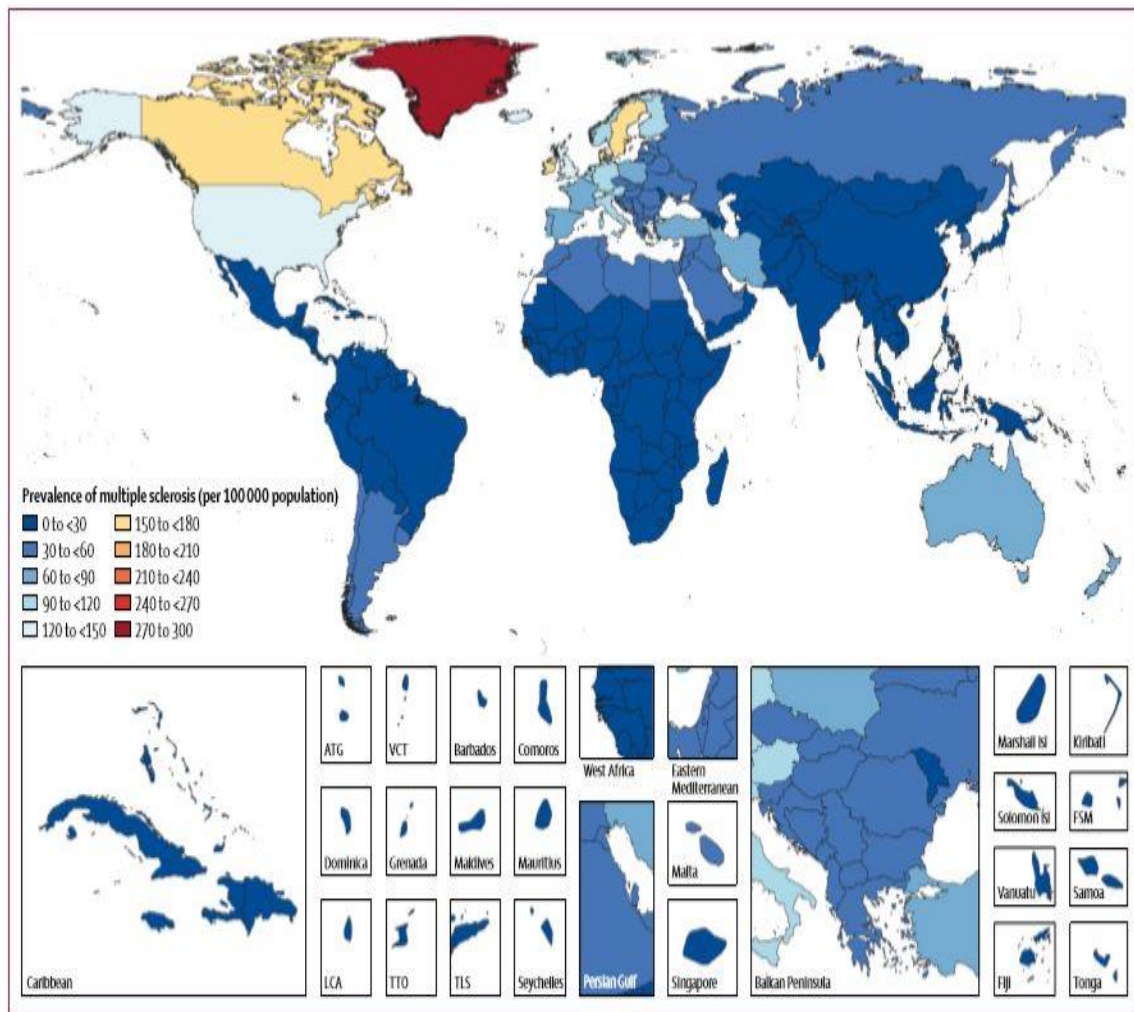 Prevalence of multiple sclerosis (per 100 000 population)
0 to <30
30 to <60
60 to <90
90 to <120
120 to <150
150 to <180
180 to <210
210 to <240
240 to <270
270 to 300
Caribbean
ATG
VCT
Barbados
Comoros
Dominica
Grenada
Maldives
Mauritius
LCA
TTO
TLS
Seychelles
West Africa
Eastern
Mediterranean
Persian Gulf
Malta
Singapore
Balkan Peninsula
Marshall Isl
Kiribati
Solomon Isl
FSM
Vanuatu
Samoa
Fiji
Tonga